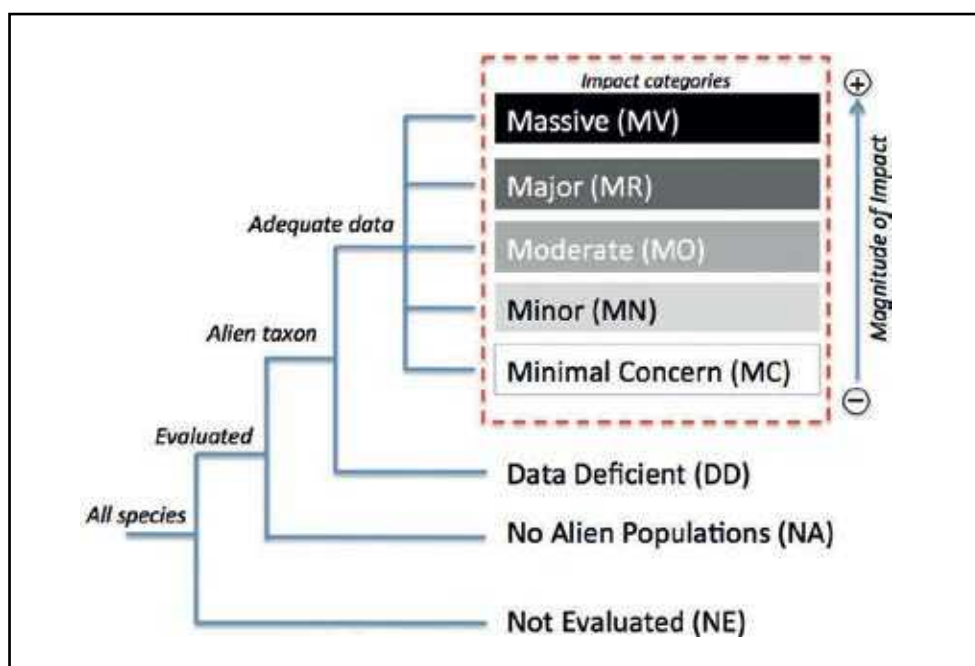 Impact categories
Massive (MV)
Major (MR)
Moderate (MO)
Minor (MN)
Minimal Concern (MC)
+
Magnitude of Impact
−
Adequate data
Alien taxon
Evaluated
All species
Data Deficient (DD)
No Alien Populations (NA)
Not Evaluated (NE)